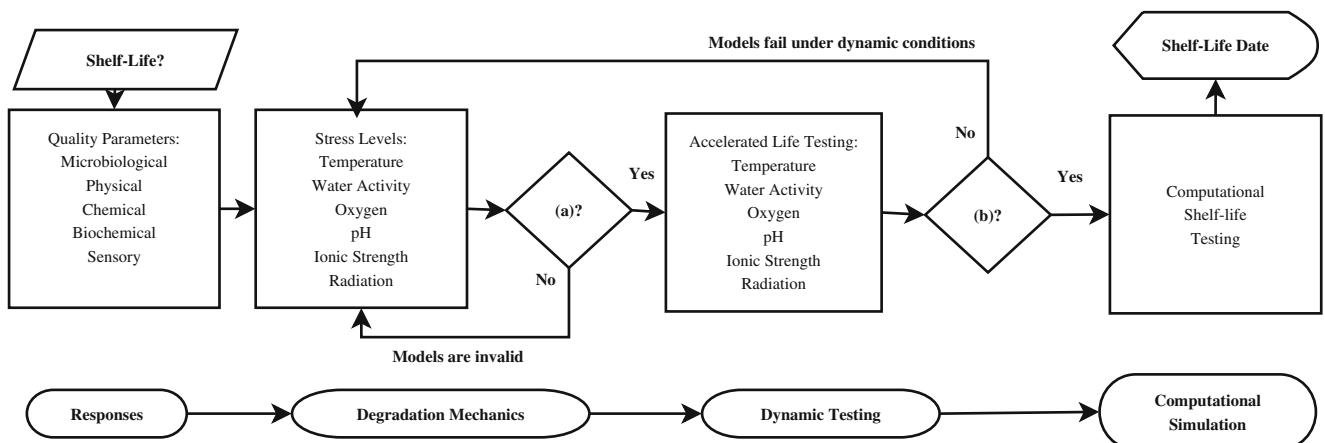 Shelf-Life?
Quality Parameters:
Microbiological
Physical
Chemical
Biochemical
Sensory
Stress Levels:
Temperature
Water Activity
Oxygen
pH
Ionic Strength
Radiation
(a)?
Yes
No
Models are invalid
Accelerated Life Testing:
Temperature
Water Activity
Oxygen
pH
Ionic Strength
Radiation
(b)?
No
Models fail under dynamic conditions
Yes
Computational
Shelf-life
Testing
Shelf-Life Date
Responses
Degradation Mechanics
Dynamic Testing
Computational
Simulation